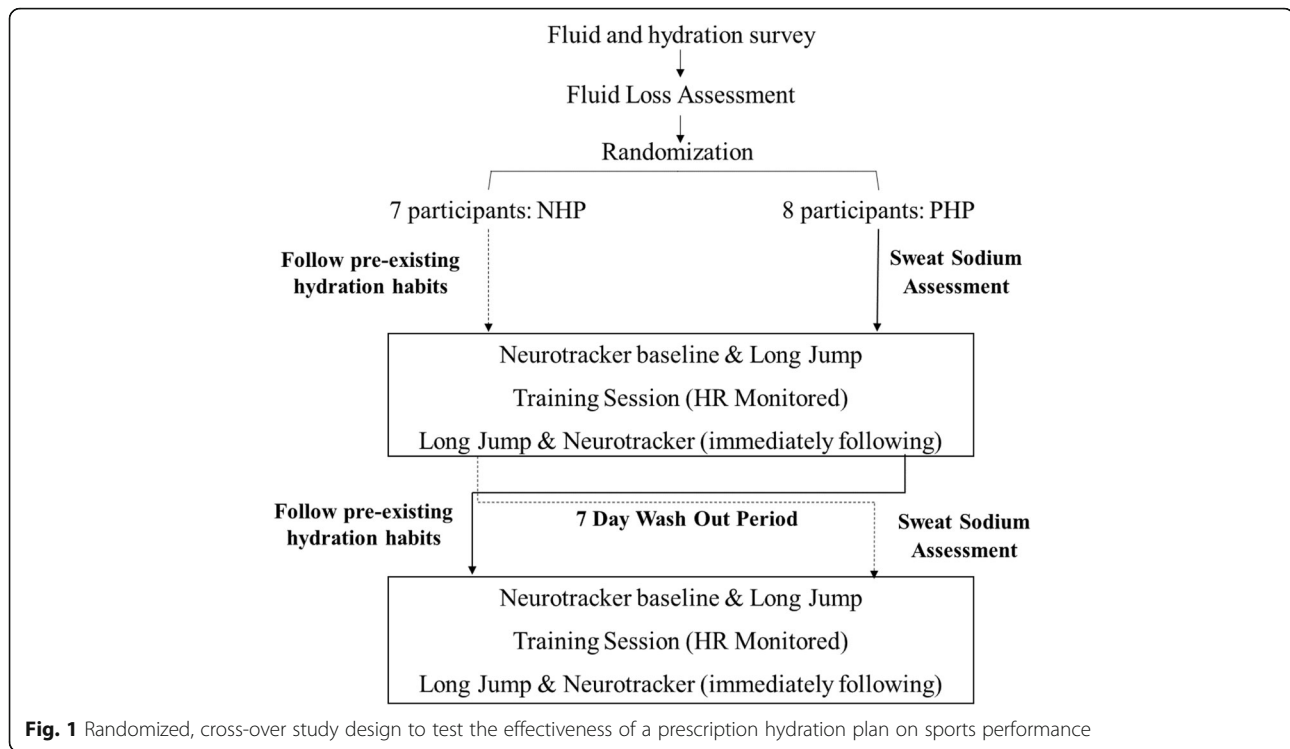 Fluid and hydration survey
Fluid Loss Assessment
Randomization
7 participants: NHP
8 participants: PHP
Follow pre-existing
hydration habits
Sweat Sodium
Assessment
Neurotracker baseline & Long Jump
Training Session (HR Monitored)
Long Jump & Neurotracker (immediately following)
Follow pre-existing
hydration habits
7 Day Wash Out Period
Sweat Sodium
Assessment
Neurotracker baseline & Long Jump
Training Session (HR Monitored)
Long Jump & Neurotracker (immediately following)
Fig. 1 Randomized, cross-over study design to test the effectiveness of a prescription hydration plan on sports performance